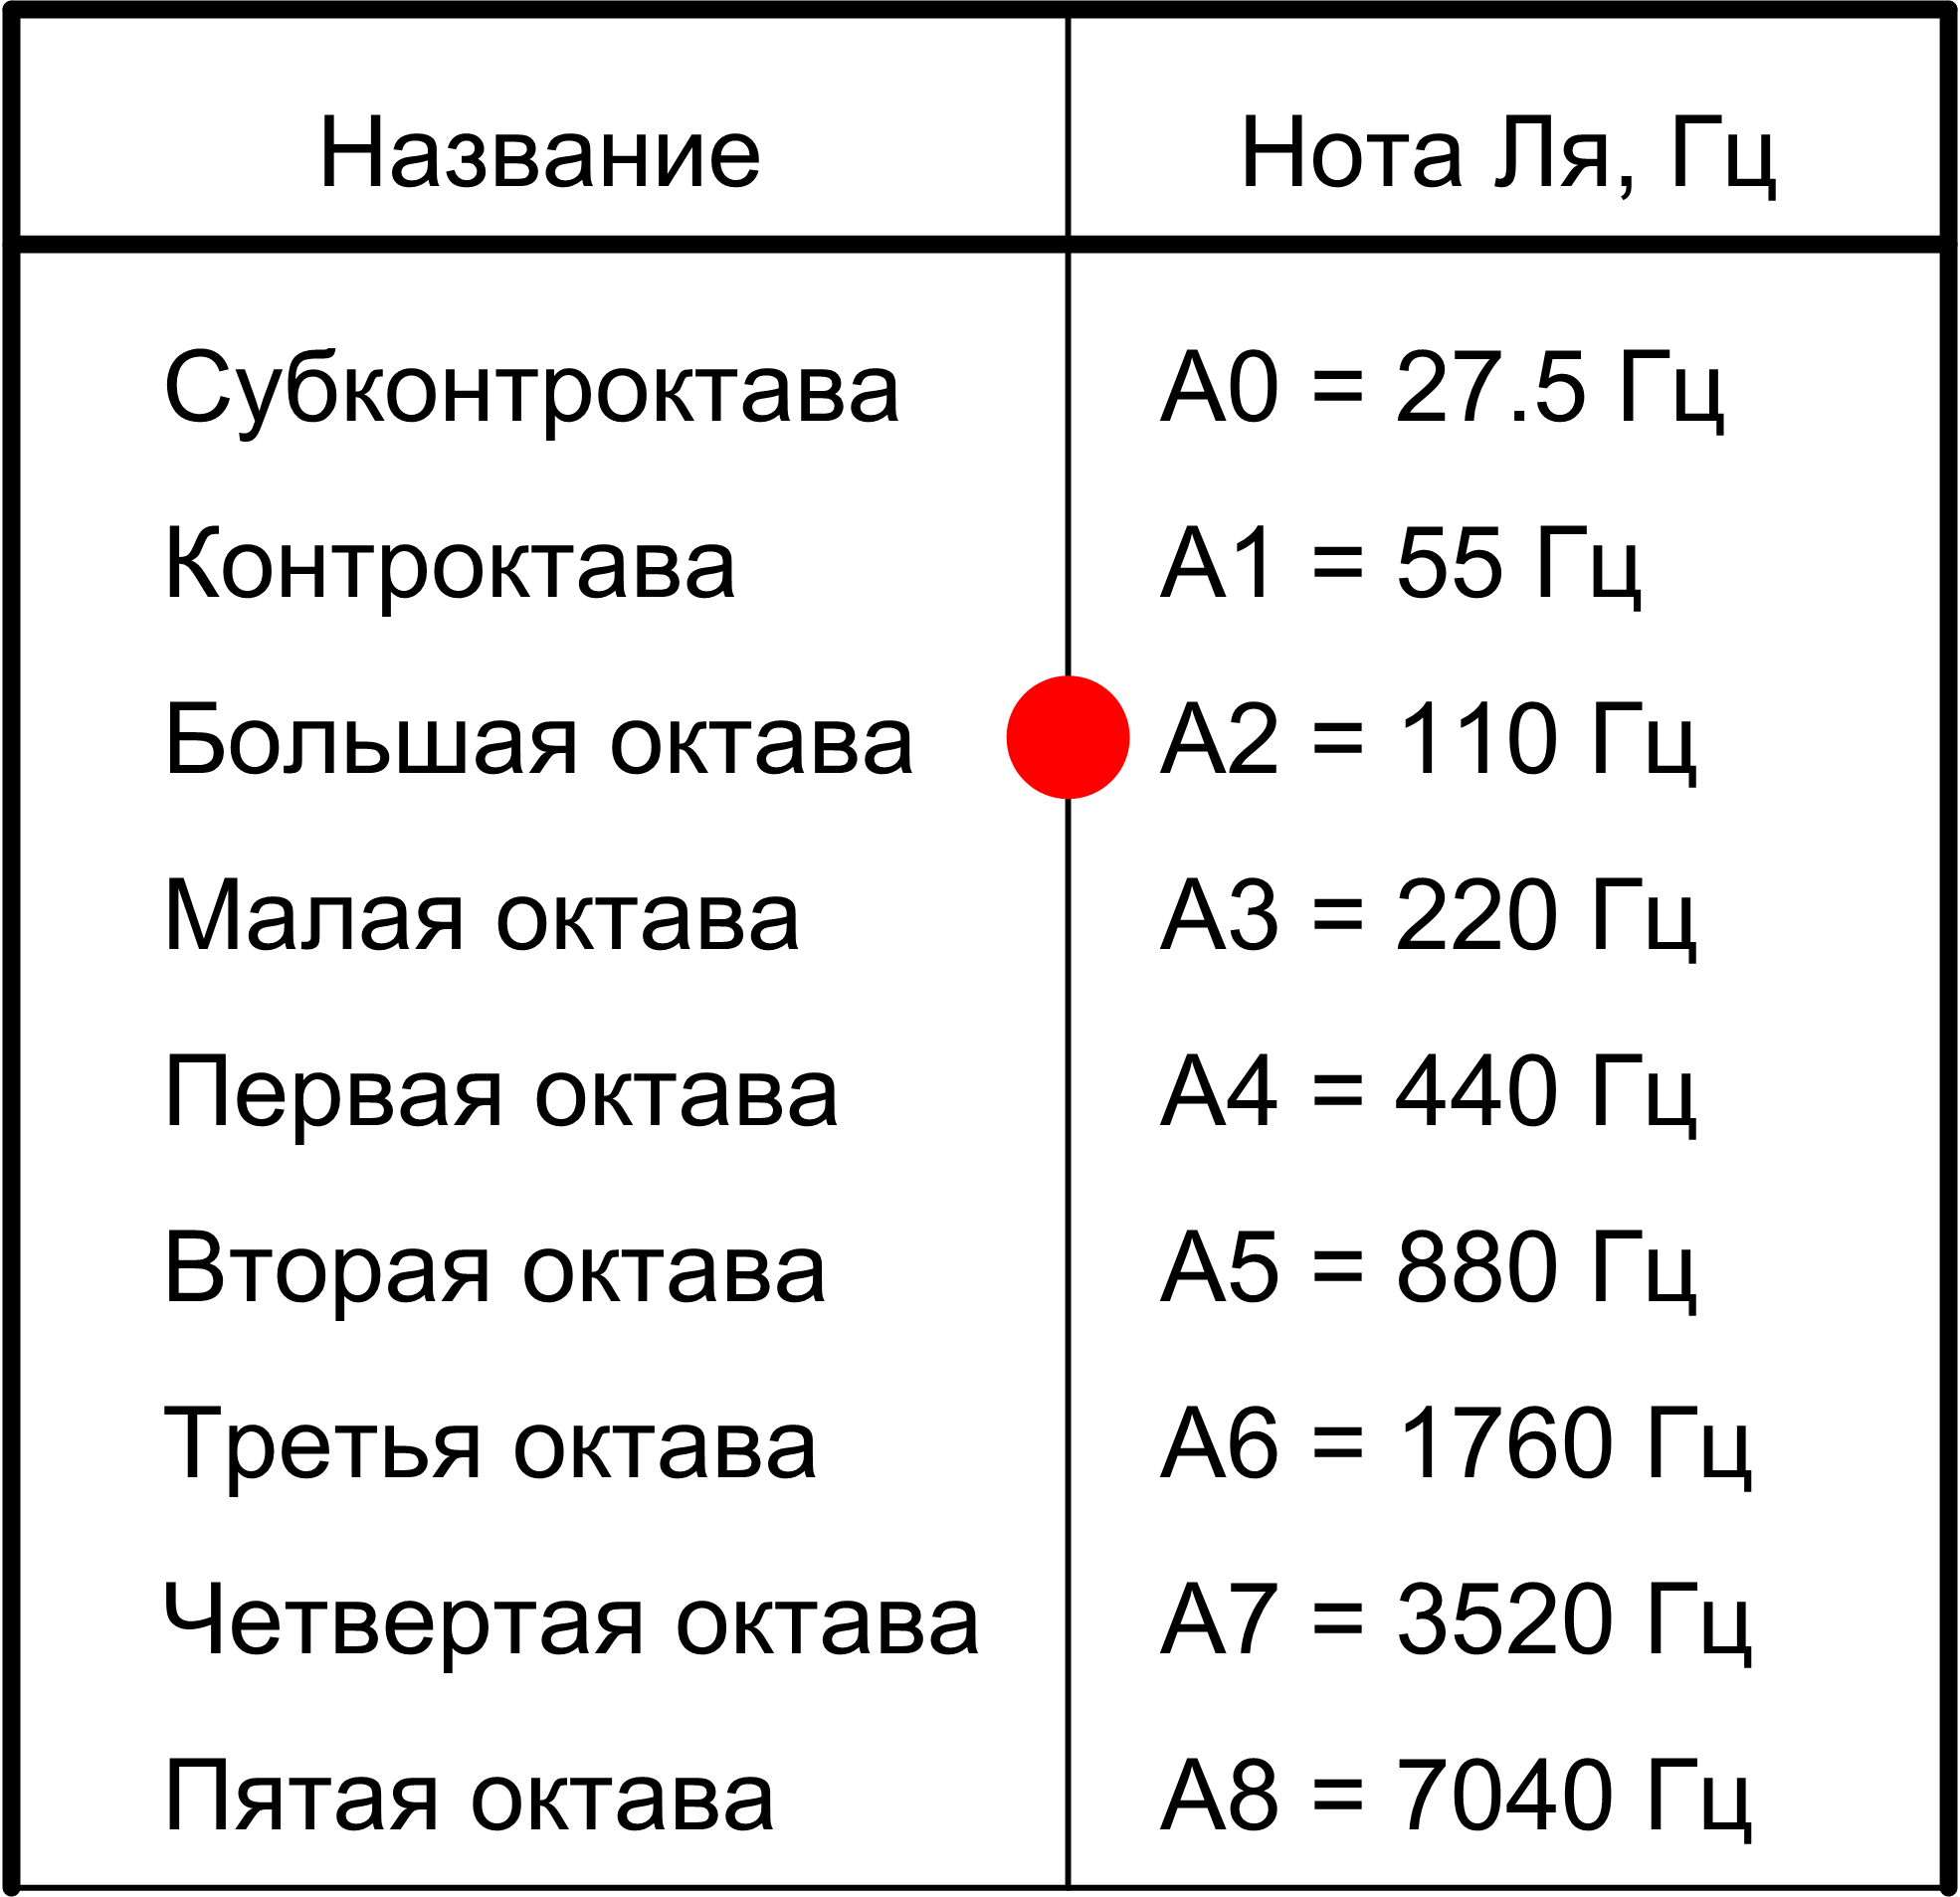 Название Нота Ля, Гц
Субконтроктава A0 = 27.5 Гц
Контроктава A1 = 55 Гц
Большая октава A2 = 110 Гц
Малая октава A3 = 220 Гц
Первая октава A4 = 440 Гц
Вторая октава A5 = 880 Гц
Третья октава A6 = 1760 Гц
Четвертая октава A7 = 3520 Гц
Пятая октава A8 = 7040 Гц